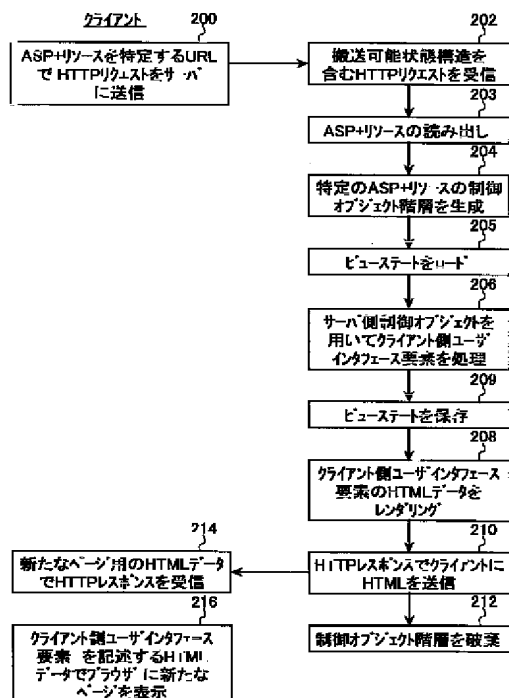 クライアント
200
ASP+リソースを特定するURL
でHTTPリクエストをサーバ
に送信
202
搬送可能状態構造を
含むHTTPリクエストを受信
203
ASP+リソースの読み出し
204
特定のASP+リソースの制御
オブジェクト階層を生成
205
ビューステートをロード
206
サーバ側制御オブジェクトを
用いてクライアント側ユーザ
インタフェース要素を処理
209
ビューステートを保存
208
クライアント側ユーザインタフェース
要素のHTMLデータを
レンダリング
210
HTTPレスポンスでクライアントに
HTMLを送信
212
制御オブジェクト階層を破棄
214
新たなページ用のHTMLデータ
でHTTPレスポンスを受信
216
クライアント側ユーザインタフェース
要素を記述するHTML
データでブラウザに新たな
ページを表示